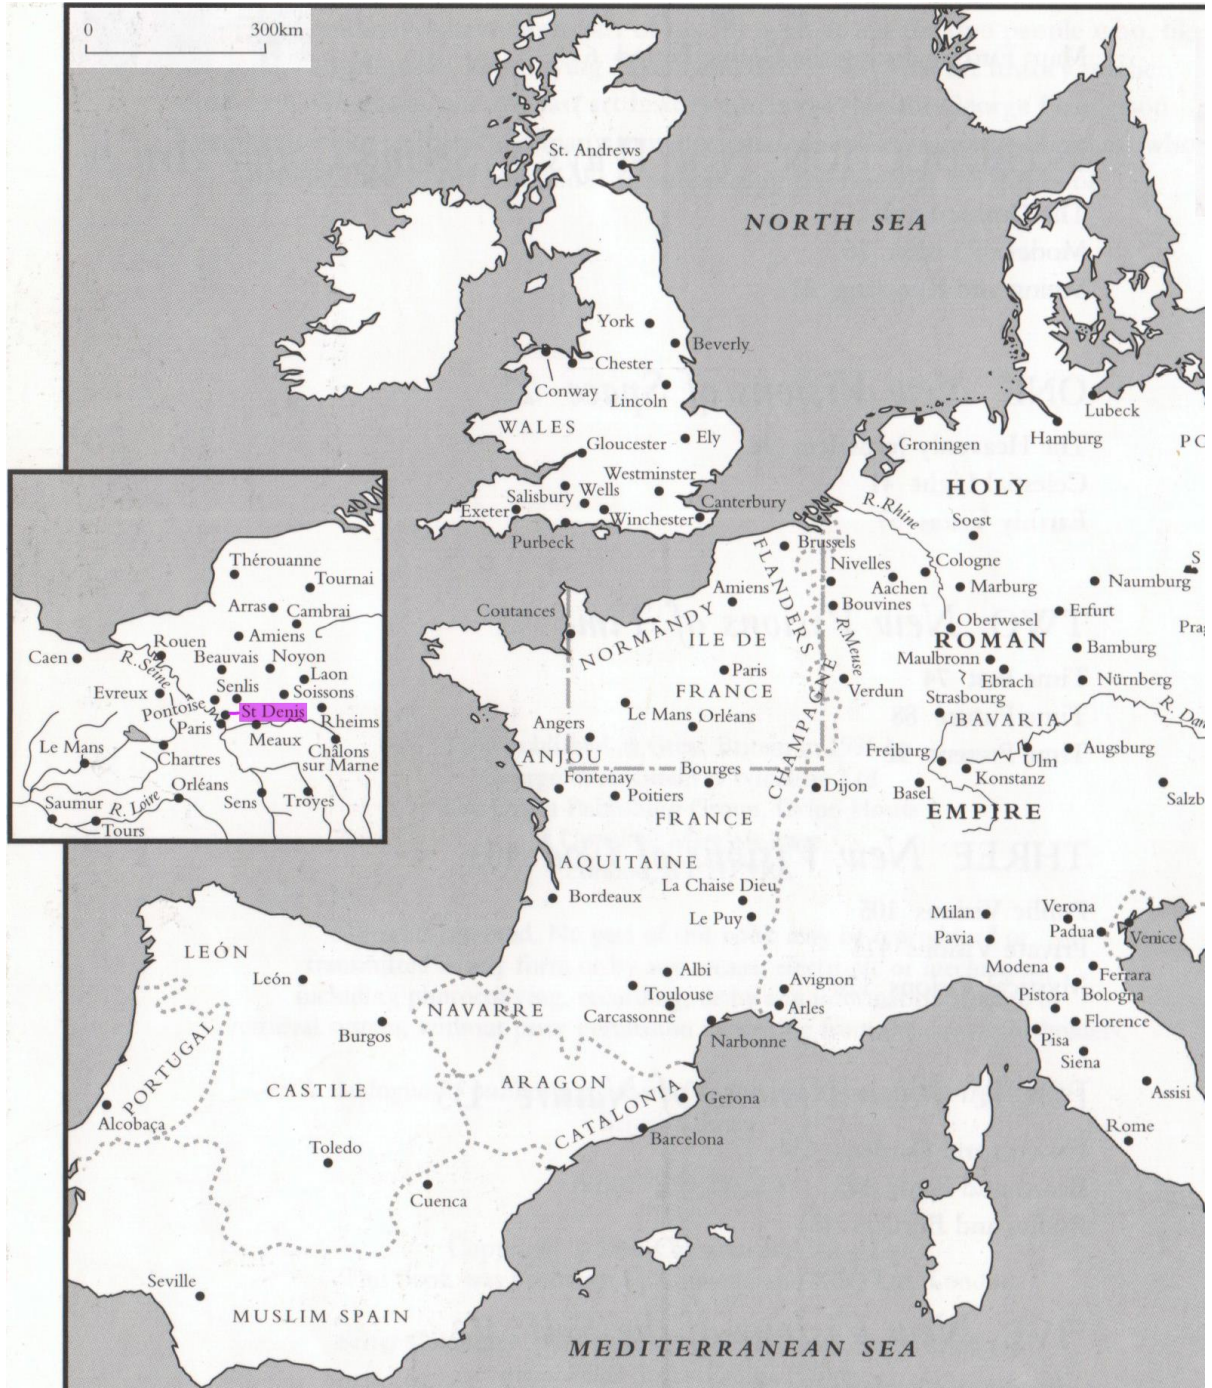 0 300km
St. Andrews
NORTH SEA
York
Beverly
Chester
Conway
Lincoln
WALES
Gloucester
Ely
Westminster
Salisbury
Wells
Canterbury
Exeter
Winchester
Purbeck
Lubeck
Groningen
Hamburg
HOLY
R.Rhine
Soest
FLANDERS
Brussels
Nivelles
Cologne
Aachen
Marburg
Naumburg
Amiens
Bouvines
Erfurt
Coutances
NORMANDY
ILE DE
FRANCE
R.Meuse
Oberwesel
ROMAN
Maulbronn
Ebrach
Bamburg
Paris
Verdun
Strasbourg
Nürnberg
Le Mans
Orléans
CHAMPAGNE
BAVARIA
Angers
ANJOU
Freiburg
Ulm
Augsburg
Konstanz
Fontenay
Bourges
Poitiers
Dijon
Basel
FRANCE
EMPIRE
AQUITAINE
La Chaise Dieu
Bordeaux
Le Puy
Milan
Verona
Pavia
Padua
Venice
Albi
Avignon
Modena
Ferrara
Toulouse
Bologna
Arles
Pistora
Carcassonne
Florence
Narbonne
Pisa
Siena
Assisi
Rome
LEÓN
León
NAVARRE
Burgos
PORTUGAL
CASTILE
ARAGON
CATALONIA
Gerona
Alcobaça
Barcelona
Toledo
Cuenca
Seville
MUSLIM SPAIN
MEDITERRANEAN SEA
Thérouanne
Tournai
Arras
Cambrai
Rouen
Amiens
Caen
R.Seine
Beauvais
Noyon
Laon
Evreux
Senlis
Soissons
Pontoise
St Denis
Paris
Rheims
Meaux
Le Mans
Chartres
Châlons
sur Marne
Orléans
Saumur
R. Loire
Sens
Troyes
Tours